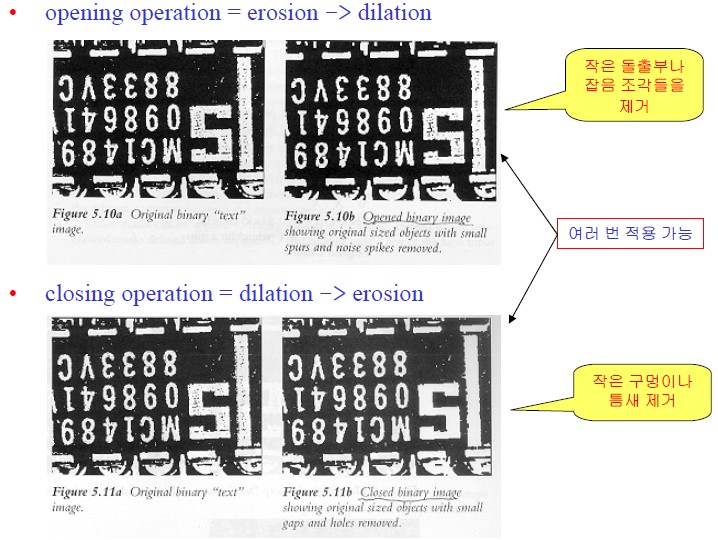 • opening operation = erosion −> dilation
작은 돌출부나
잡음 조각들을
제거
Figure 5.10a Original binary “text”
image.
Figure 5.10b Opened binary image
showing original sized objects with small
spurs and noise spikes removed.
여러 번 적용 가능
• closing operation = dilation −> erosion
작은 구멍이나
틈새 제거
Figure 5.11a Original binary “text”
image.
Figure 5.11b Closed binary image
showing original sized objects with small
gaps and holes removed.